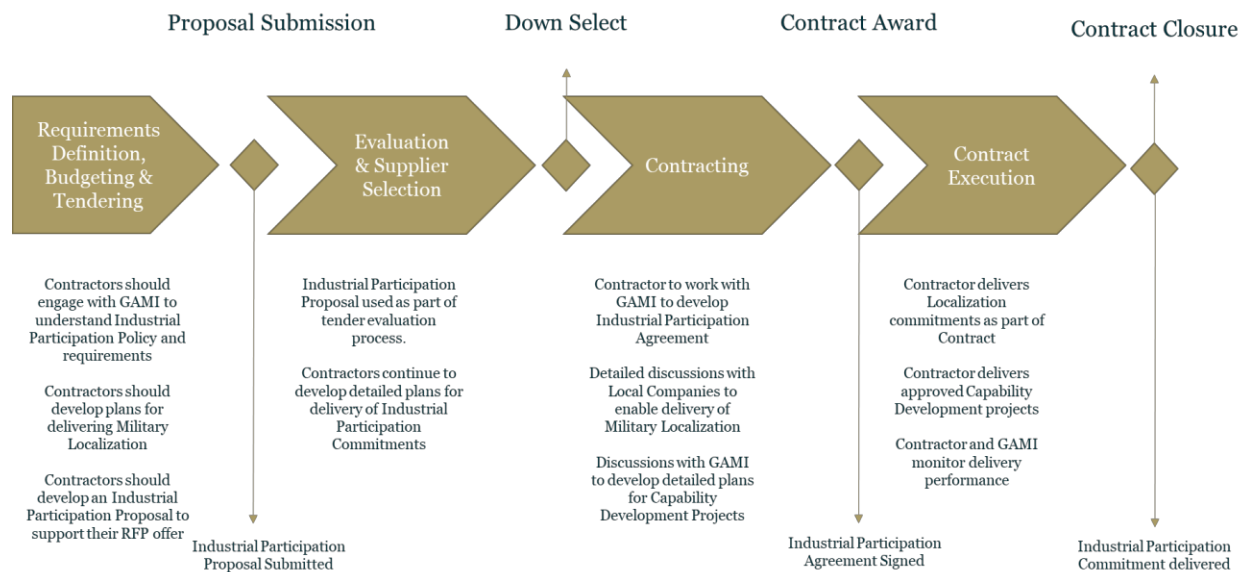 Proposal Submission
Down Select
Contract Award
Contract Closure
Requirements
Definition,
Budgeting &
Tendering
Evaluation
& Supplier
Selection
Contracting
Contract
Execution
Contractors should
engage with GAMI to
understand Industrial
Participation Policy and
requirements
Contractors should
develop plans for
delivering Military
Localization
Contractors should
develop an Industrial
Participation Proposal to
support their RFP offer
Industrial Participation
Proposal used as part of
tender evaluation
process.
Contractors continue to
develop detailed plans for
delivery of Industrial
Participation
Commitments
Contractor to work with
GAMI to develop
Industrial Participation
Agreement
Detailed discussions with
Local Companies to
enable delivery of
Military Localization
Discussions with GAMI
to develop detailed plans
for Capability
Development Projects
Contractor delivers
Localization
commitments as part of
Contract
Contractor delivers
approved Capability
Development projects
Contractor and GAMI
monitor delivery
performance
Industrial Participation
Proposal Submitted
Industrial Participation
Agreement Signed
Industrial Participation
Commitment delivered